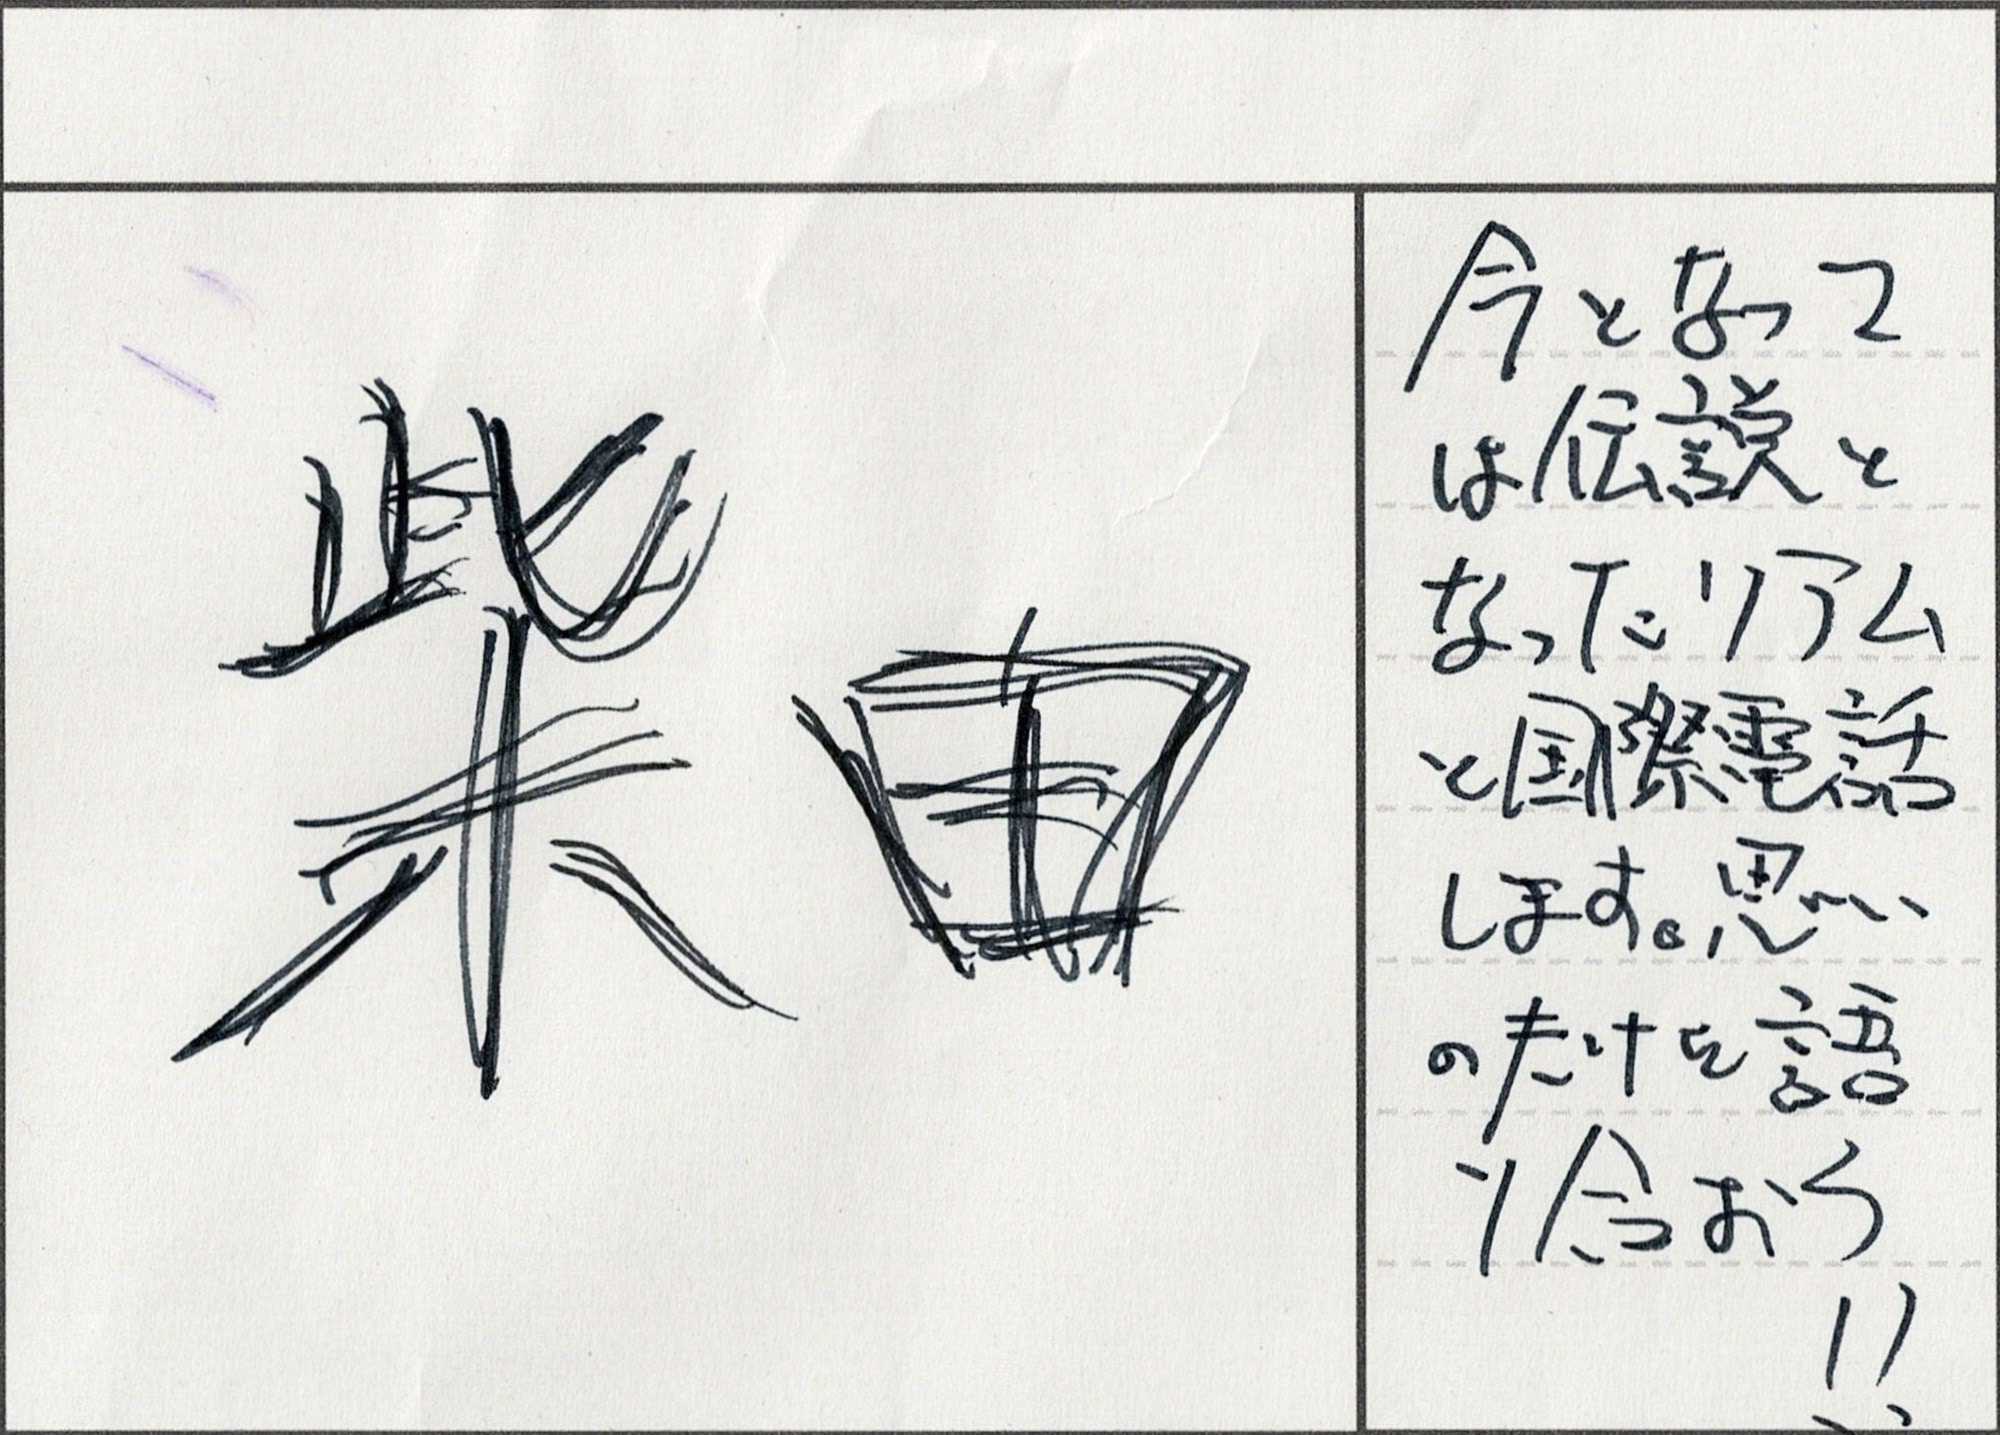 柴田
今となって
は伝説と
なったリアム
と国際電話
します。思い
のたけを語
り合おう
!!